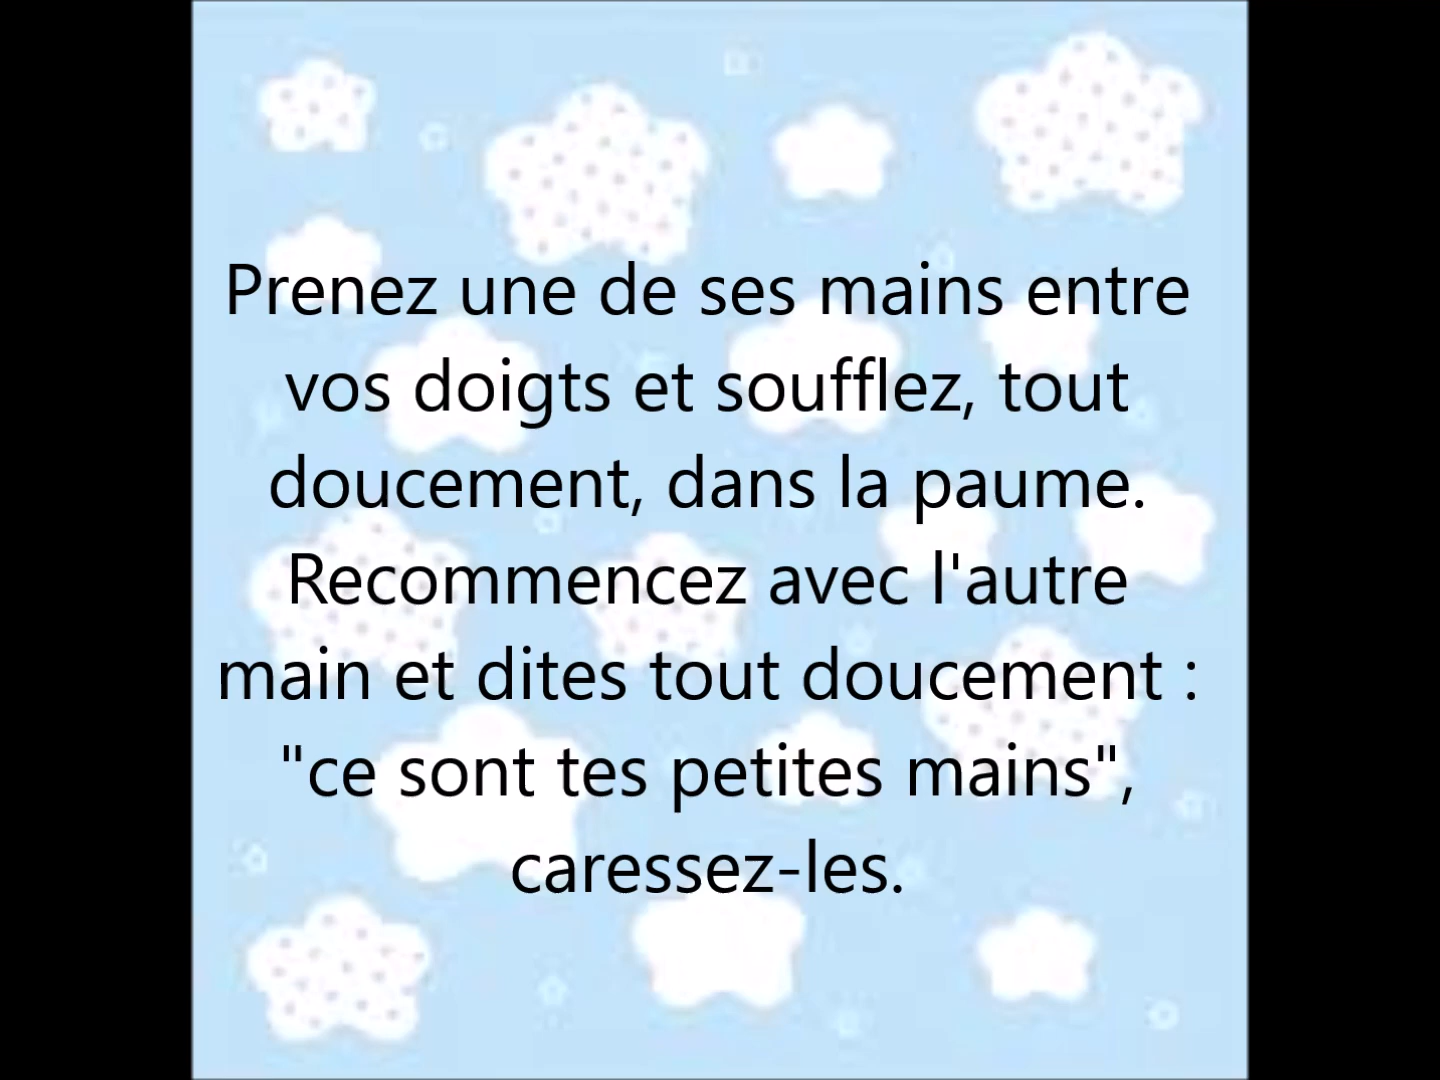 Prenez une de ses mains entre
vos doigts et soufflez, tout
doucement, dans la paume.
Recommencez avec l'autre
main et dites tout doucement :
"ce sont tes petites mains",
caressez-les.